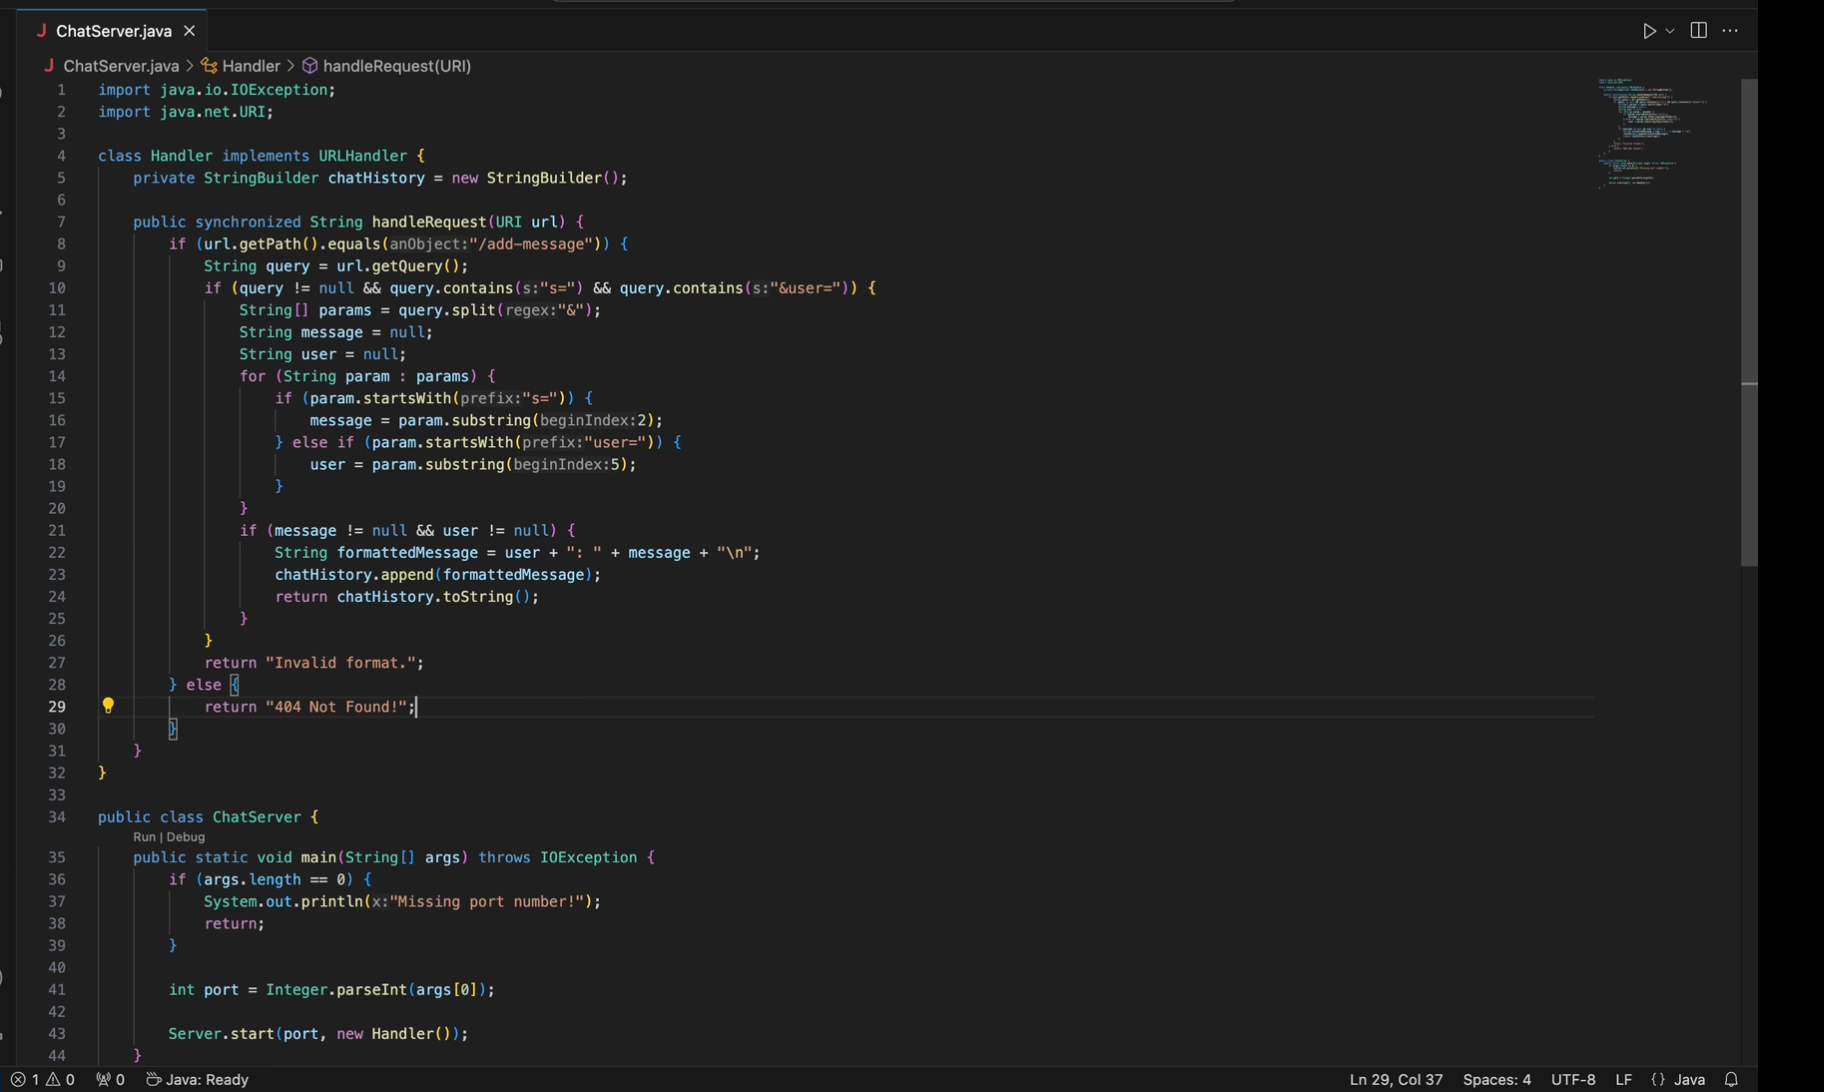 ChatServer.java
ChatServer.java > Handler > handleRequest(URI)
1 import java.io.IOException;
2 import java.net.URI;
3
4 class Handler implements URLHandler {
5 private StringBuilder chatHistory = new StringBuilder();
6
7 public synchronized String handleRequest(URI url) {
8 if (url.getPath().equals(anObject:"/add-message")) {
9 String query = url.getQuery();
10 if (query != null && query.contains(s:"s=") && query.contains(s:"&user=")) {
11 String[] params = query.split(regex:"&");
12 String message = null;
13 String user = null;
14 for (String param : params) {
15 if (param.startsWith(prefix:"s=")) {
16 message = param.substring(beginIndex:2);
17 } else if (param.startsWith(prefix:"user=")) {
18 user = param.substring(beginIndex:5);
19 }
20 }
21 if (message != null && user != null) {
22 String formattedMessage = user + ": " + message + "\n";
23 chatHistory.append(formattedMessage);
24 return chatHistory.toString();
25 }
26 }
27 return "Invalid format.";
28 } else {
29 return "404 Not Found!";
30 }
31 }
32 }
33
34 public class ChatServer {
Run | Debug
35 public static void main(String[] args) throws IOException {
36 if (args.length == 0) {
37 System.out.println(x:"Missing port number!");
38 return;
39 }
40
41 int port = Integer.parseInt(args[0]);
42
43 Server.start(port, new Handler());
44 }
1 0 0 Java: Ready Ln 29, Col 37 Spaces: 4 UTF-8 LF {} Java